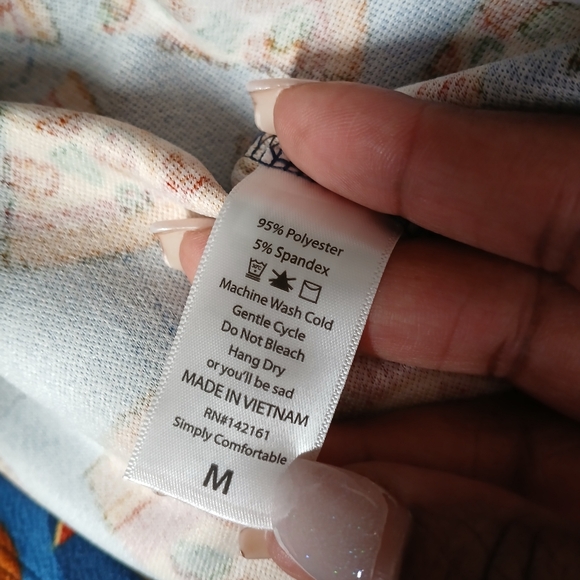 95% Polyester
5% Spandex
Machine Wash Cold
Gentle Cycle
Do Not Bleach
Hang Dry
or you'll be sad
MADE IN VIETNAM
RN#142161
Simply Comfortable
M